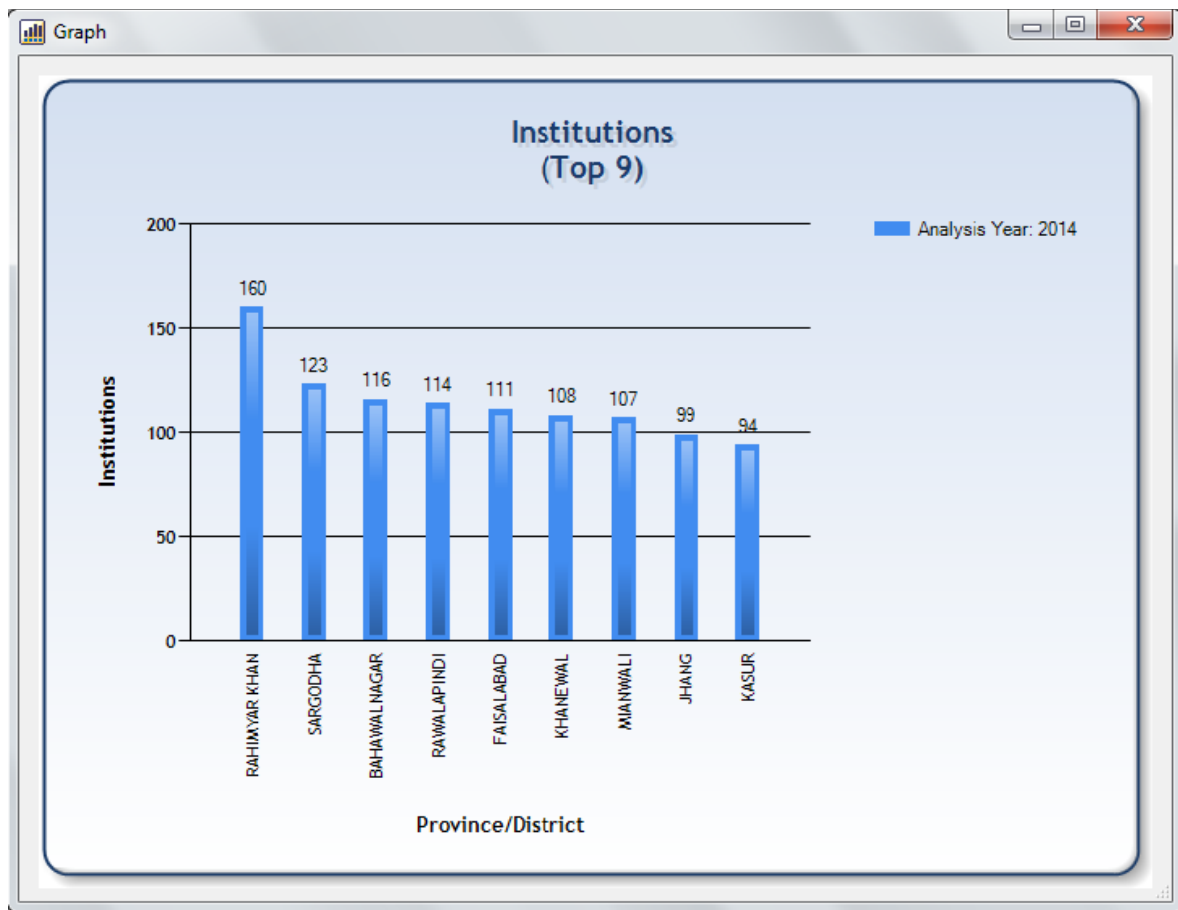 Graph
Institutions
(Top 9)
Analysis Year: 2014
Institutions
200
150
100
50
0
160
123
116
114
111
108
107
99
94
RAHIMYAR KHAN
SARGODHA
BAHAWALNAGAR
RAWALAPINDI
FAISALABAD
KHANEWAL
MIANWALI
JHANG
KASUR
Province/District